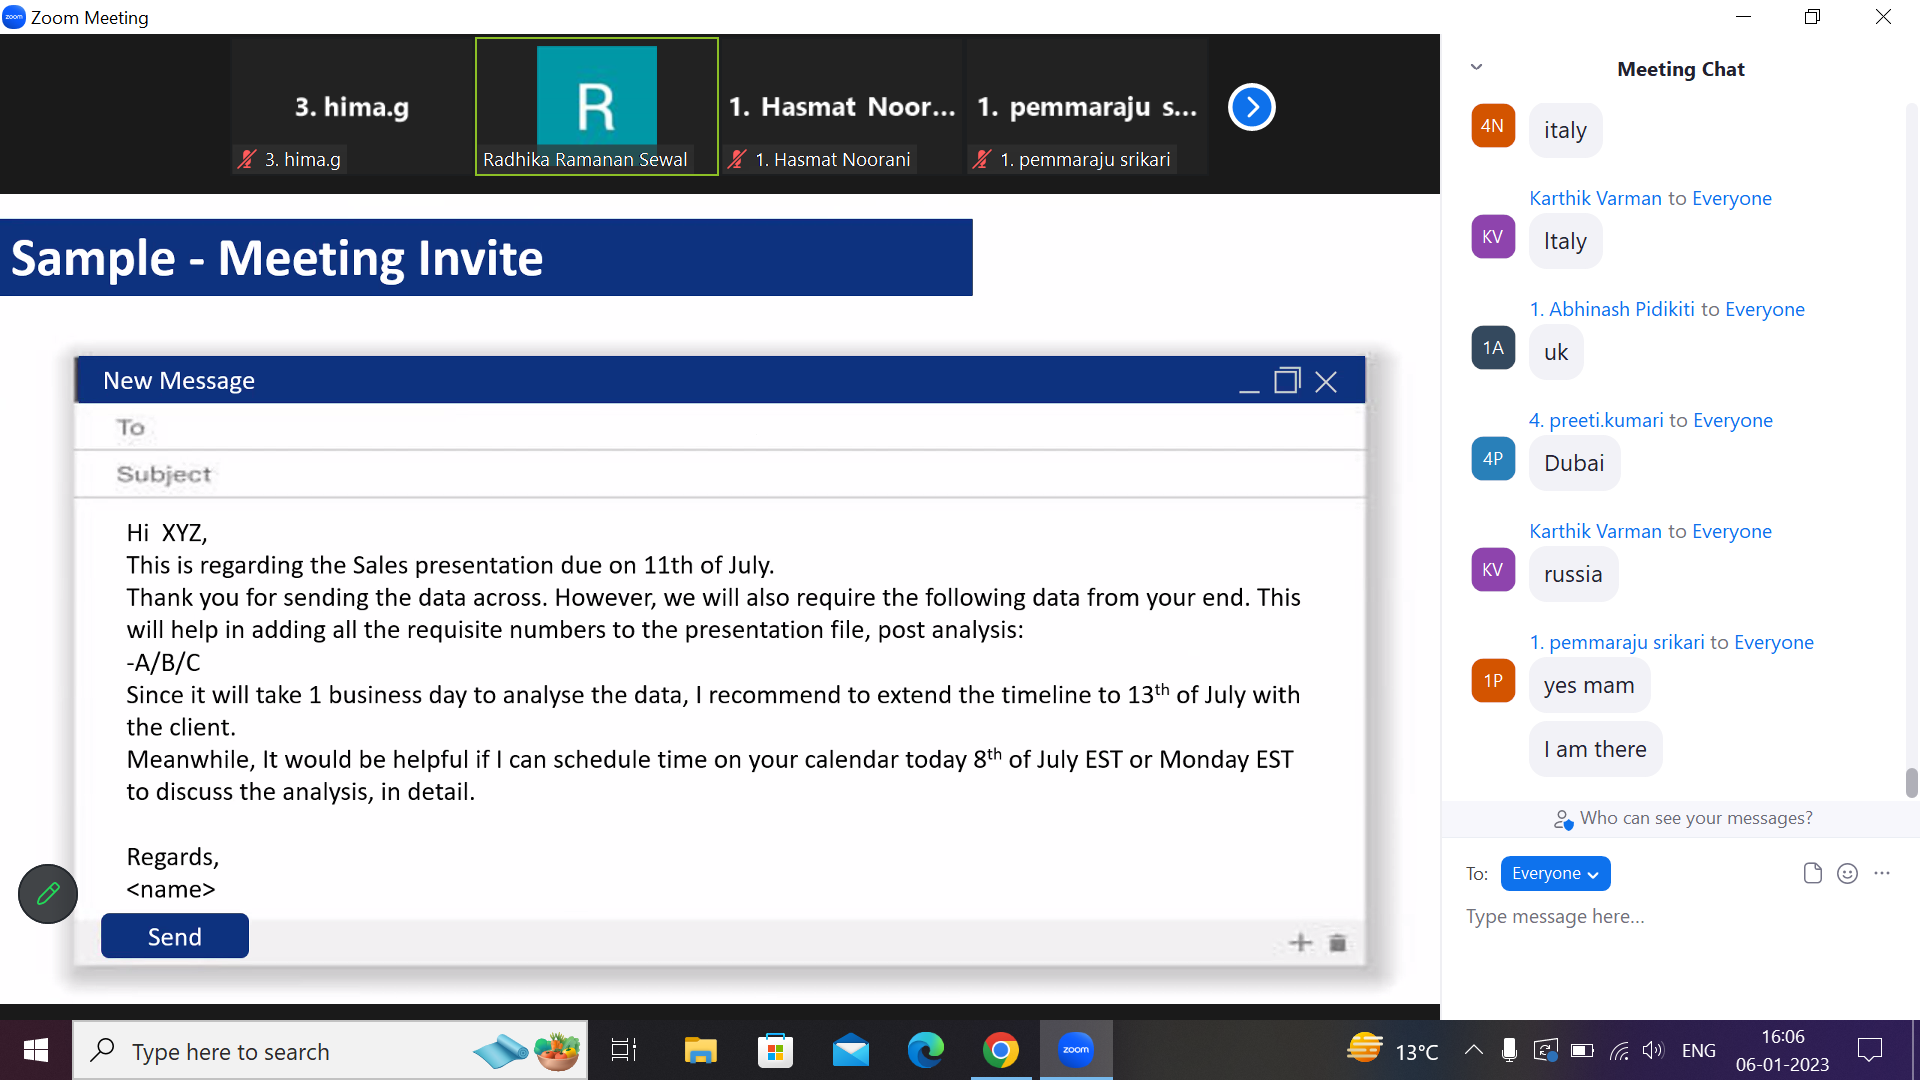 zoom Zoom Meeting
3. hima.g
R
1. Hasmat Noor...
1. pemmaraju s...
3. hima.g
Radhika Ramanan Sewal
1. Hasmat Noorani
1. pemmaraju srikari
Sample - Meeting Invite
New Message
To
Subject
Hi XYZ,
This is regarding the Sales presentation due on 11th of July.
Thank you for sending the data across. However, we will also require the following data from your end. This
will help in adding all the requisite numbers to the presentation file, post analysis:
-A/B/C
Since it will take 1 business day to analyse the data, I recommend to extend the timeline to 13th of July with
the client.
Meanwhile, It would be helpful if I can schedule time on your calendar today 8th of July EST or Monday EST
to discuss the analysis, in detail.
Regards,
<name>
Send
Meeting Chat
4N
italy
Karthik Varman to Everyone
KV
Italy
1. Abhinash Pidikiti to Everyone
1A
uk
4. preeti.kumari to Everyone
4P
Dubai
Karthik Varman to Everyone
KV
russia
1. pemmaraju srikari to Everyone
1P
yes mam
I am there
Who can see your messages?
To: Everyone
Type message here...
Type here to search
zoom
13°C
ENG
16:06
06-01-2023